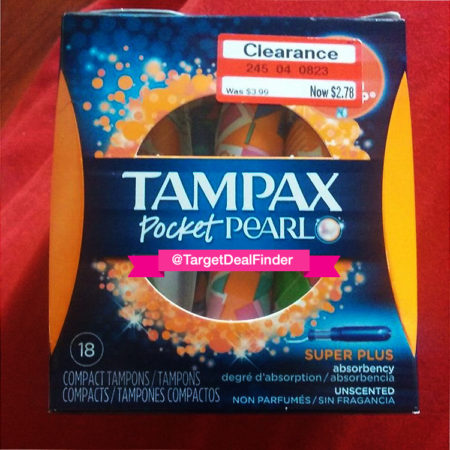 Clearance
245 04 0823
Was $3.99 Now $2.78
TAMPAX
Pocket PEARL
@TargetDealFinder
18
COMPACT TAMPONS / TAMPONS
COMPACTS / TAMPONES COMPACTOS
SUPER PLUS
absorbency
degré d'absorption / absorbencia
UNSCENTED
NON PARFUMÉS / SIN FRAGANCIA